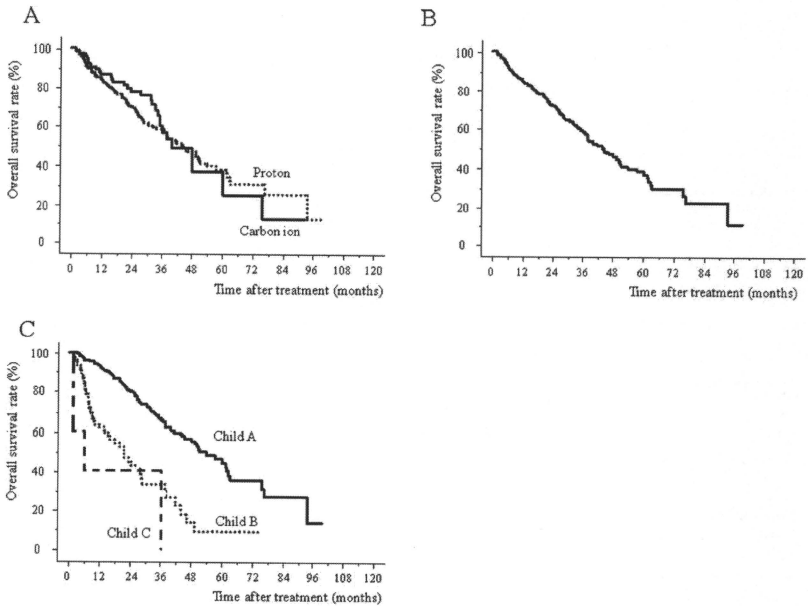 A
Overall survival rate (%)
100
80
60
40
20
0
Proton
Carbon ion
0 12 24 36 48 60 72 84 96 108 120
Time after treatment (months)
B
Overall survival rate (%)
100
80
60
40
20
0
0 12 24 36 48 60 72 84 96 108 120
Time after treatment (months)
C
Overall survival rate (%)
100
80
60
40
20
0
Child A
Child B
Child C
0 12 24 36 48 60 72 84 96 108 120
Time after treatment (months)